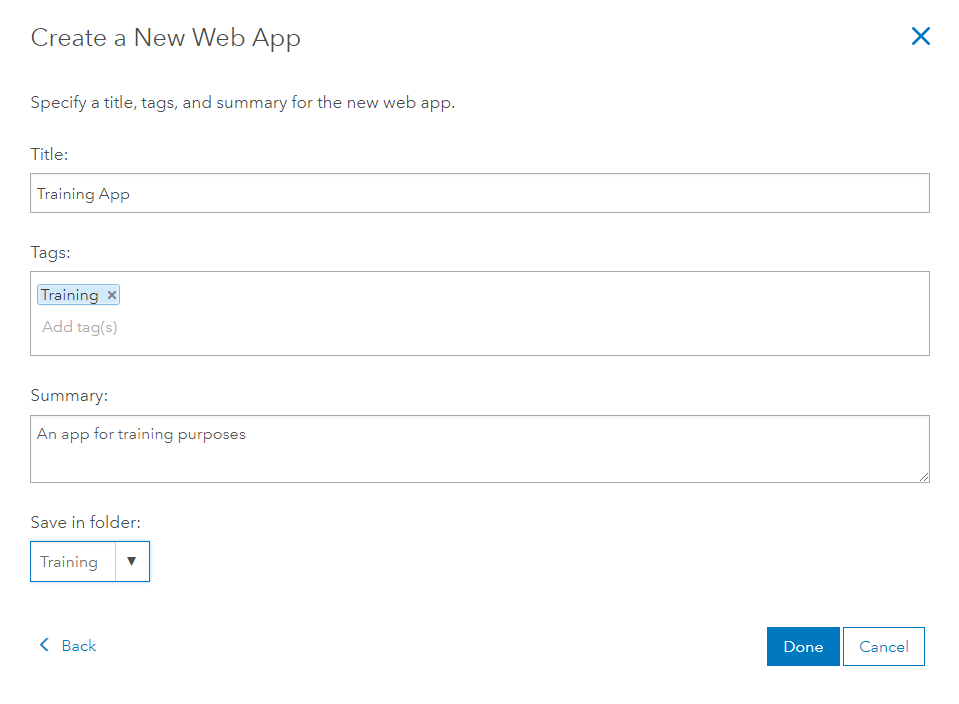 Create a New Web App
Specify a title, tags, and summary for the new web app.
Title:
Training App
Tags:
Training ×
Add tag(s)
Summary:
An app for training purposes
Save in folder:
Training
Back
Done
Cancel